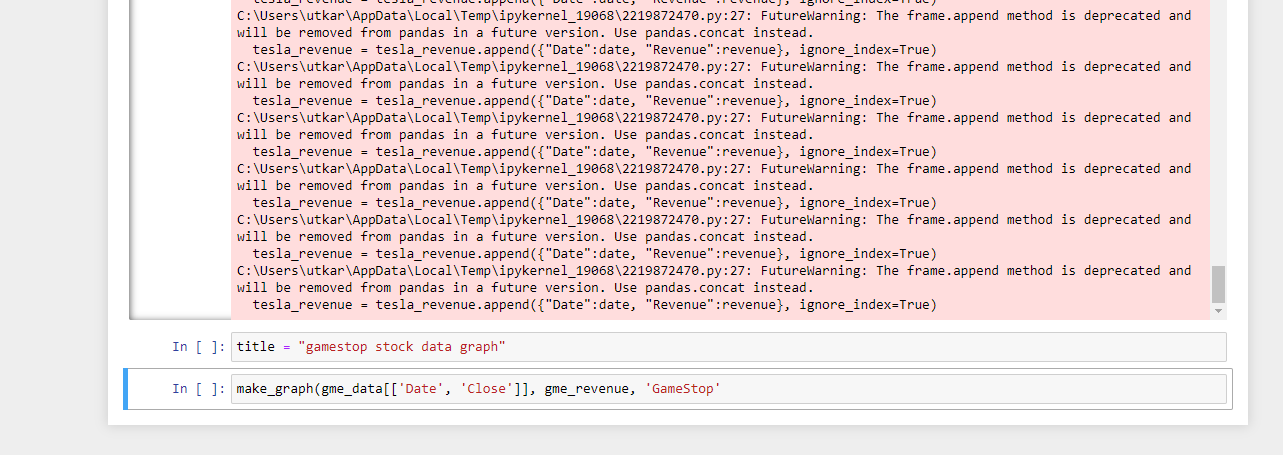 tesla_revenue = tesla_revenue.append({"Date":date, "Revenue":revenue}, ignore_index=True)
C:\Users\utkar\AppData\Local\Temp\ipykernel_19068\2219872470.py:27: FutureWarning: The frame.append method is deprecated and
will be removed from pandas in a future version. Use pandas.concat instead.
  tesla_revenue = tesla_revenue.append({"Date":date, "Revenue":revenue}, ignore_index=True)
C:\Users\utkar\AppData\Local\Temp\ipykernel_19068\2219872470.py:27: FutureWarning: The frame.append method is deprecated and
will be removed from pandas in a future version. Use pandas.concat instead.
  tesla_revenue = tesla_revenue.append({"Date":date, "Revenue":revenue}, ignore_index=True)
C:\Users\utkar\AppData\Local\Temp\ipykernel_19068\2219872470.py:27: FutureWarning: The frame.append method is deprecated and
will be removed from pandas in a future version. Use pandas.concat instead.
  tesla_revenue = tesla_revenue.append({"Date":date, "Revenue":revenue}, ignore_index=True)
C:\Users\utkar\AppData\Local\Temp\ipykernel_19068\2219872470.py:27: FutureWarning: The frame.append method is deprecated and
will be removed from pandas in a future version. Use pandas.concat instead.
  tesla_revenue = tesla_revenue.append({"Date":date, "Revenue":revenue}, ignore_index=True)
C:\Users\utkar\AppData\Local\Temp\ipykernel_19068\2219872470.py:27: FutureWarning: The frame.append method is deprecated and
will be removed from pandas in a future version. Use pandas.concat instead.
  tesla_revenue = tesla_revenue.append({"Date":date, "Revenue":revenue}, ignore_index=True)
C:\Users\utkar\AppData\Local\Temp\ipykernel_19068\2219872470.py:27: FutureWarning: The frame.append method is deprecated and
will be removed from pandas in a future version. Use pandas.concat instead.
  tesla_revenue = tesla_revenue.append({"Date":date, "Revenue":revenue}, ignore_index=True)
In [ ]: title = "gamestop stock data graph"
In [ ]: make_graph(gme_data[['Date', 'Close']], gme_revenue, 'GameStop'